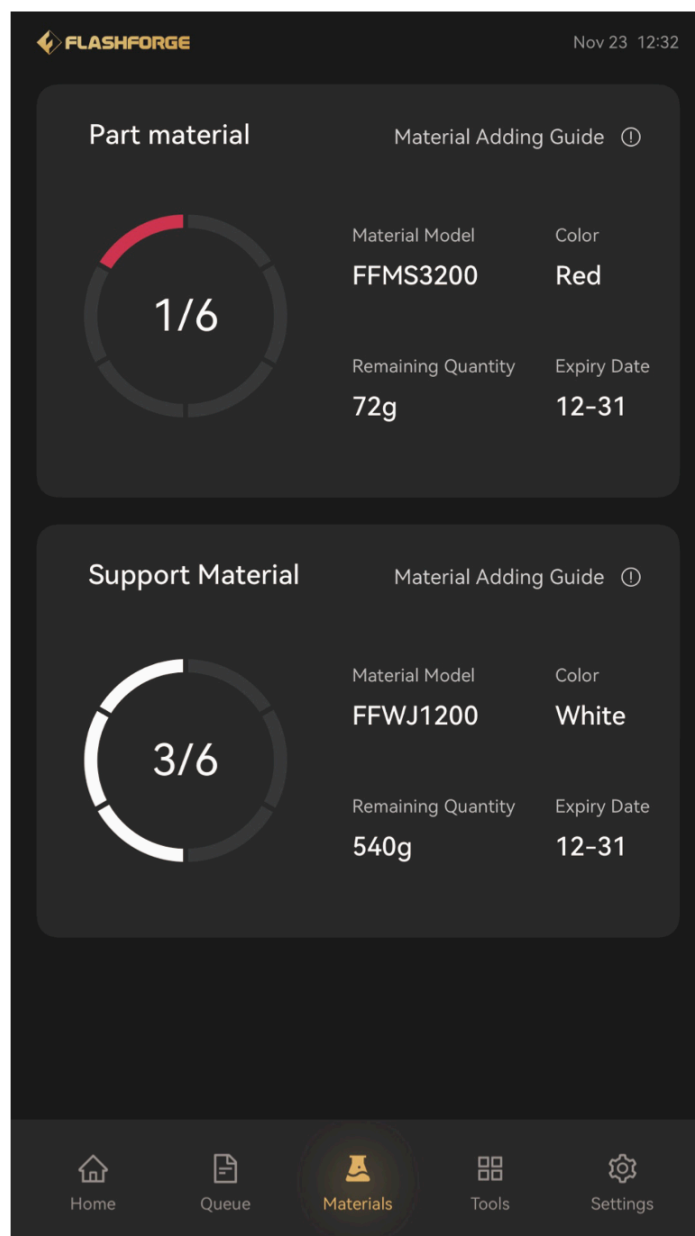 FLASHFORGE
Nov 23 12:32
Part material
Material Adding Guide
1/6
Material Model
Color
FFMS3200
Red
Remaining Quantity
Expiry Date
72g
12-31
Support Material
Material Adding Guide
3/6
Material Model
Color
FFWJ1200
White
Remaining Quantity
Expiry Date
540g
12-31
Home
Queue
Materials
Tools
Settings